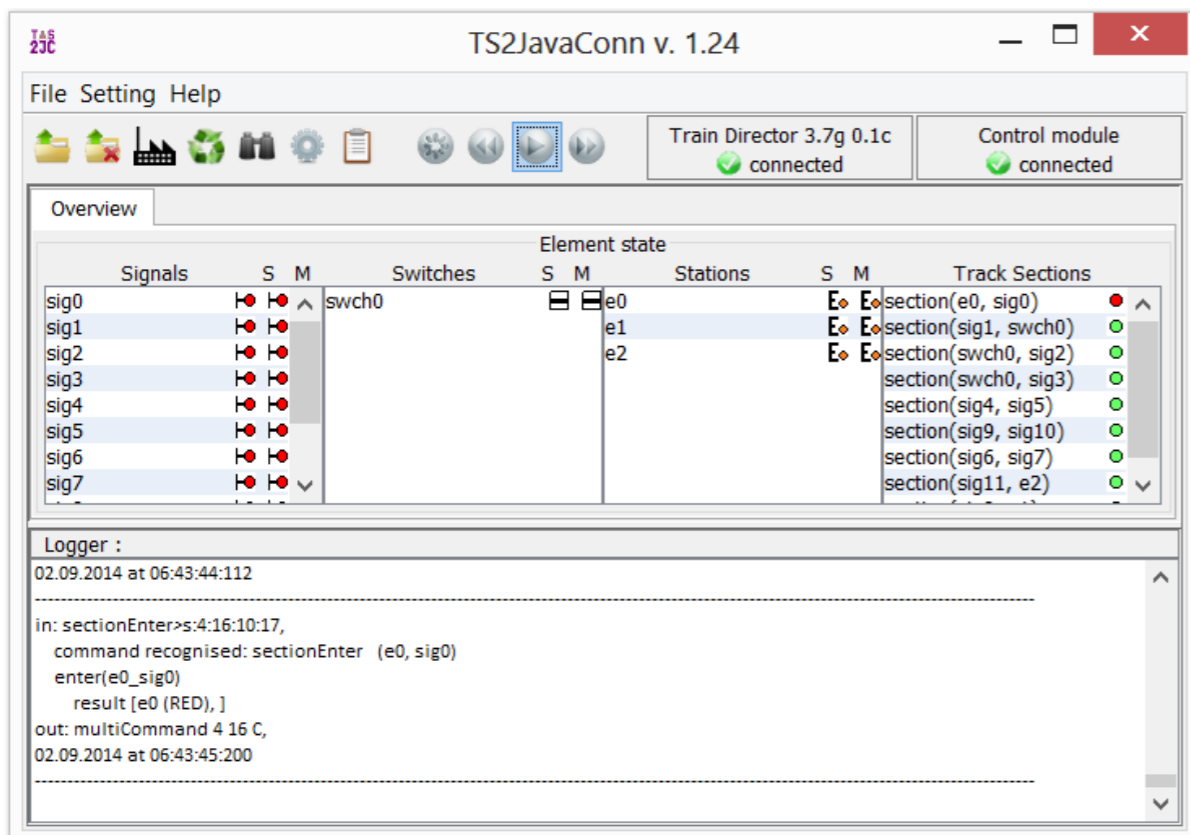 TAS
2JC
TS2JavaConn v. 1.24
File Setting Help
Train Director 3.7g 0.1c
connected
Control module
connected
Overview
Element state
Signals S M Switches S M Stations S M Track Sections
sig0 swch0 e0 section(e0, sig0)
sig1 e1 section(sig1, swch0)
sig2 e2 section(swch0, sig2)
sig3 section(swch0, sig3)
sig4 section(sig4, sig5)
sig5 section(sig9, sig10)
sig6 section(sig6, sig7)
sig7 section(sig11, e2)
Logger :
02.09.2014 at 06:43:44:112
--------------------
in: sectionEnter>s:4:16:10:17,
command recognised: sectionEnter (e0, sig0)
enter(e0_sig0)
result [e0 (RED), ]
out: multiCommand 4 16 C,
02.09.2014 at 06:43:45:200
--------------------